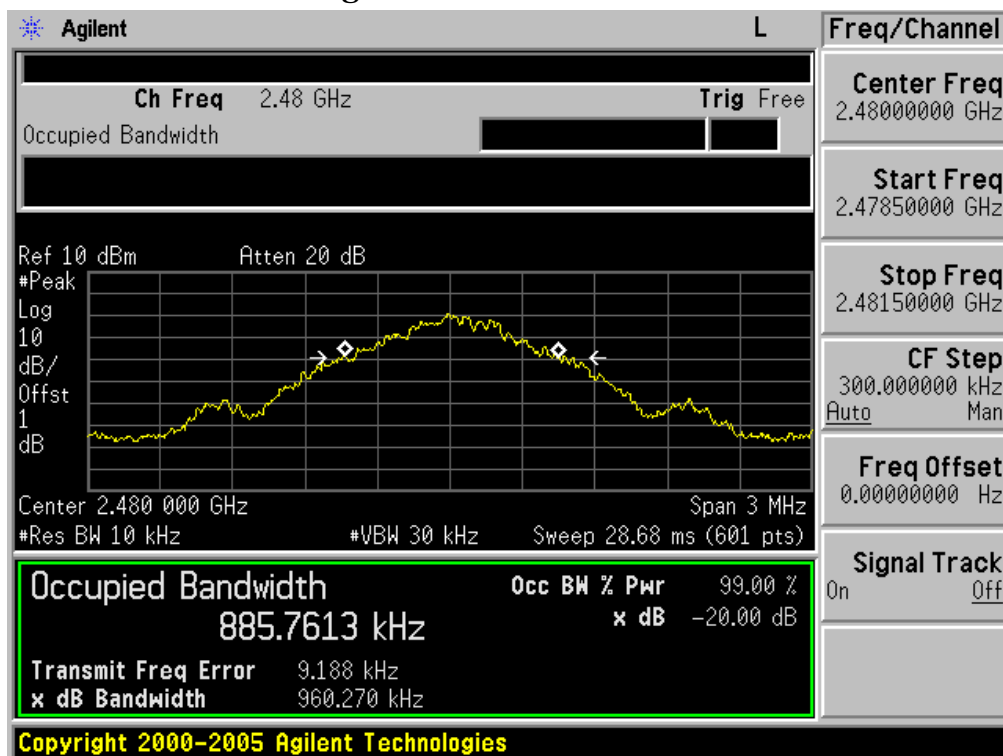 Agilent L Freq/Channel
Ch Freq 2.48 GHz Trig Free
Occupied Bandwidth
Center Freq
2.48000000 GHz
Start Freq
2.47850000 GHz
Stop Freq
2.48150000 GHz
CF Step
300.000000 kHz
Auto Man
Freq Offset
0.00000000 Hz
Signal Track
On Off
Ref 10 dBm Atten 20 dB
#Peak
Log
10
dB/
Offst
1
dB
Center 2.480 000 GHz Span 3 MHz
#Res BW 10 kHz #VBW 30 kHz Sweep 28.68 ms (601 pts)
Occupied Bandwidth Occ BW % Pwr 99.00 %
885.7613 kHz x dB -20.00 dB
Transmit Freq Error 9.188 kHz
x dB Bandwidth 960.270 kHz
Copyright 2000-2005 Agilent Technologies